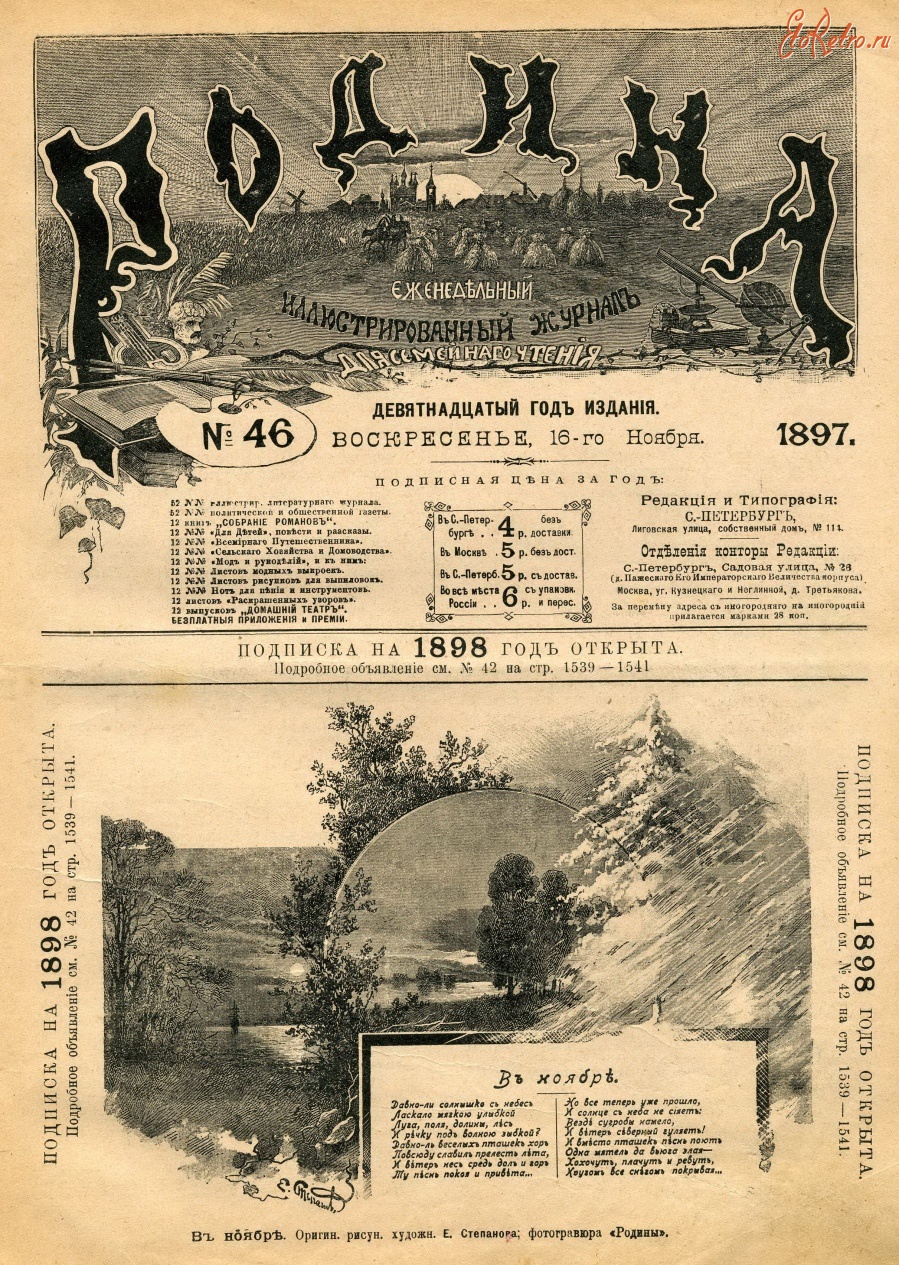 EtoRetro.ru
РОДИНА
ЕЖЕНЕДѢЛЬНЫЙ
ИЛЛЮСТРИРОВАННЫЙ ЖУРНАЛЪ
ДЛЯ СЕМЕЙНАГО ЧТЕНІЯ
ДЕВЯТНАДЦАТЫЙ ГОДЪ ИЗДАНІЯ.
№ 46
ВОСКРЕСЕНЬЕ, 16-го Ноября.
1897.
ПОДПИСНАЯ ЦѢНА ЗА ГОДЪ:
52 №№ иллюстрир. литературнаго журнала.
52 №№ политической и общественной газеты.
12 книгъ „СОБРАНІЕ РОМАНОВЪ“.
12 №№ «Для Дѣтей», повѣсти и разсказы.
12 №№ «Всемірнаго Путешественника».
12 №№ «Сельскаго Хозяйства и Домоводства».
12 №№ «Модъ и рукодѣлій», и къ нимъ:
12 №№ Листовъ модныхъ выкроекъ.
12 №№ Листовъ рисунковъ для выпиловокъ.
12 №№ Нотъ для пѣнія и инструментовъ.
12 листовъ «Раскрашенныхъ узоровъ».
12 выпусковъ „ДОМАШНІЙ ТЕАТРЪ“.
БЕЗПЛАТНЫЯ ПРИЛОЖЕНІЯ И ПРЕМІИ.
Въ С.-Петербургѣ . . 4 р. безъ доставки.
Въ Москвѣ . 5 р. безъ дост.
Въ С.-Петерб. 5 р. съ достав.
Во всѣ мѣста Россіи . . 6 р. съ упаковк. и перес.
Редакція и Типографія:
С.-ПЕТЕРБУРГЪ,
Лиговская улица, собственный домъ, № 114.
Отдѣленія конторы Редакціи:
С.-Петербургъ, Садовая улица, № 26
(д. Пажескаго Его Императорскаго Величества корпуса)
Москва, уг. Кузнецкаго и Неглинной, д. Третьякова.
За перемѣну адреса съ иногородняго на иногородній
прилагается марками 28 коп.
ПОДПИСКА НА 1898 ГОДЪ ОТКРЫТА.
Подробное объявленіе см. № 42 на стр. 1539—1541
ПОДПИСКА НА 1898 ГОДЪ ОТКРЫТА.
Подробное объявленіе см. № 42 на стр. 1539—1541.
ПОДПИСКА НА 1898 ГОДЪ ОТКРЫТА.
Подробное объявленіе см. № 42 на стр. 1539—1541.
Въ ноябрѣ.
Давно-ли солнышко съ небесъ
Ласкало мягкою улыбкой
Луга, поля, долины, лѣсъ
И рѣчку подъ волною зыбкой?
Давно-ль веселыхъ пташекъ хоръ
Повсюду славилъ прелесть лѣта,
И вѣтеръ несъ средь долъ и горъ
Ту пѣснь покоя и привѣта...
Но все теперь уже прошло,
И солнце съ неба не сіяетъ:
Вездѣ сугробы намело,
И вѣтеръ сѣверный гуляетъ!
И вмѣсто пташекъ пѣснь поютъ
Одна мятель да вьюга злая—
Хохочутъ, плачутъ и ревутъ,
Кругомъ все снѣгомъ покрывая...
Е. Степановъ
Въ ноябрѣ. Оригин. рисун. художн. Е. Степанова; фотогравюра «Родины».